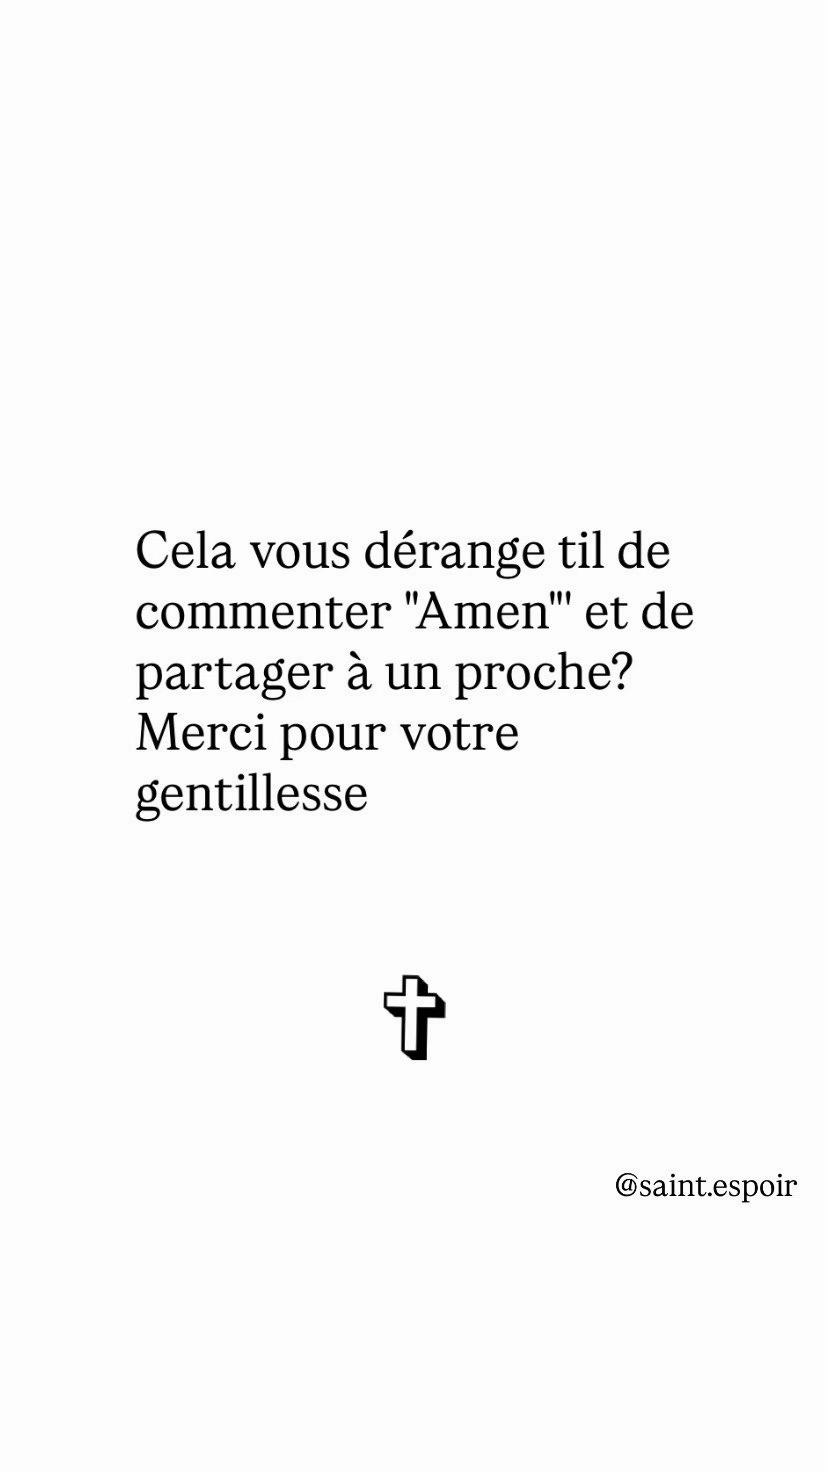 Cela vous dérange til de
commenter "Amen"' et de
partager à un proche?
Merci pour votre
gentillesse
@saint.espoir